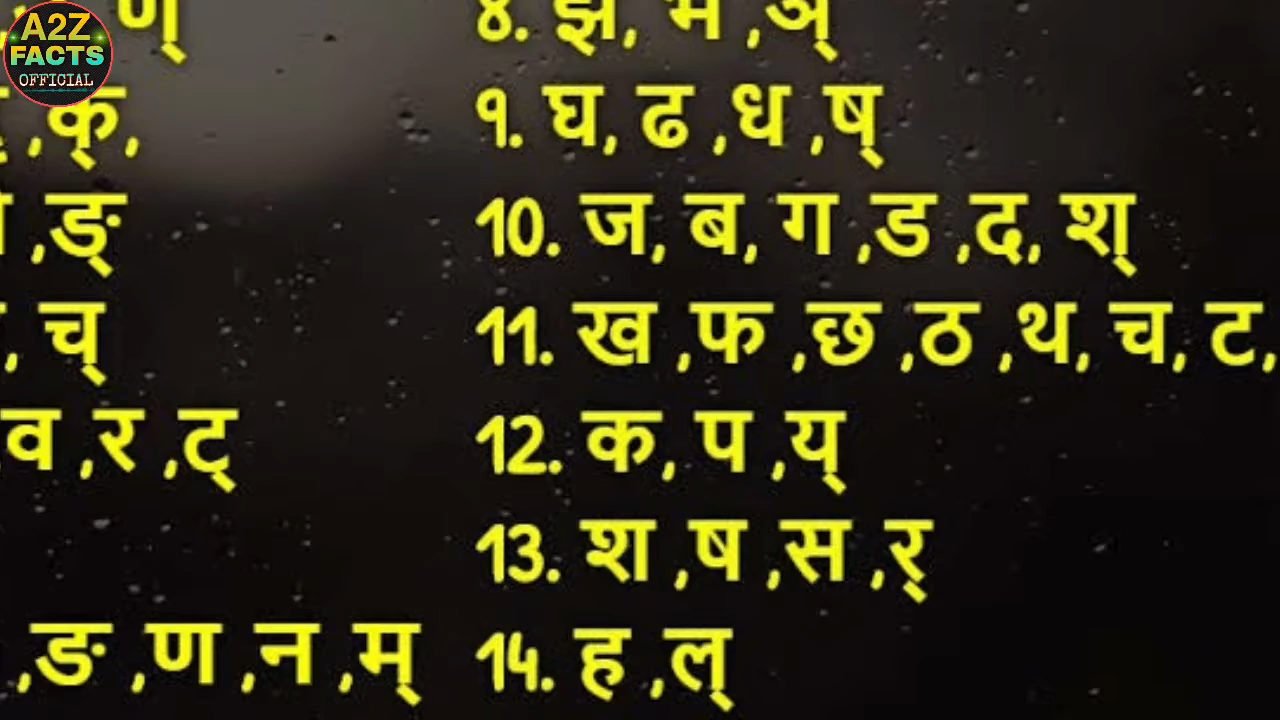 A2Z
FACTS
OFFICIAL
ण्
,क्,
,ङ्
, च्
,व ,र ,ट्
,ङ ,ण ,न ,म्
8. झ, भ ,ञ्
९. घ, ढ ,ध ,ष्
10. ज, ब, ग ,ड ,द, श्
11. ख ,फ ,छ ,ठ ,थ, च, ट,
12. क, प ,य्
13. श ,ष ,स ,र्
14. ह ,ल्